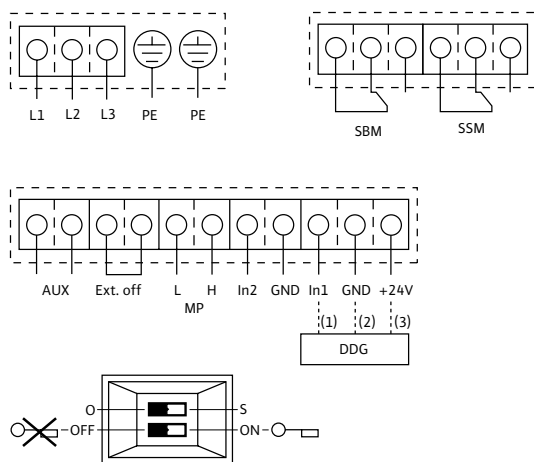 L1 L2 L3 PE PE
SBM SSM
AUX Ext. off L H In2 GND In1 GND +24V
MP
(1) (2) (3)
DDG
O S
OFF ON